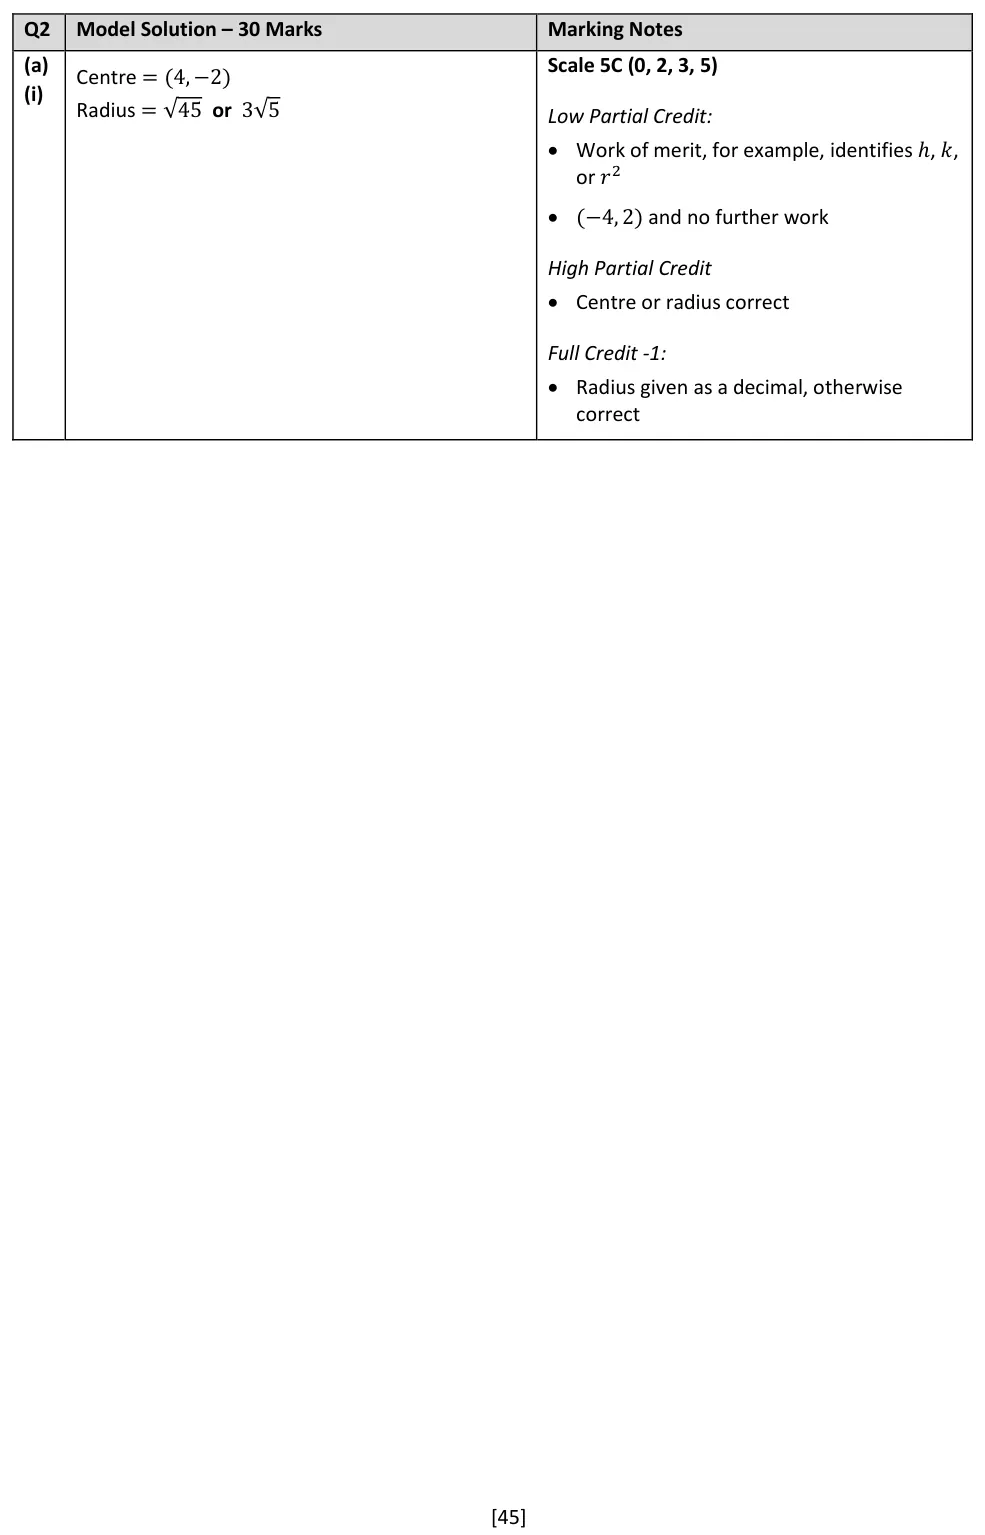 Q2 Model Solution – 30 Marks Marking Notes
(a)
(i)
Centre = (4, −2)
Radius = √45 or 3√5
Scale 5C (0, 2, 3, 5)
Low Partial Credit:
• Work of merit, for example, identifies h, k,
or r²
• (−4, 2) and no further work
High Partial Credit
• Centre or radius correct
Full Credit -1:
• Radius given as a decimal, otherwise
correct
[45]